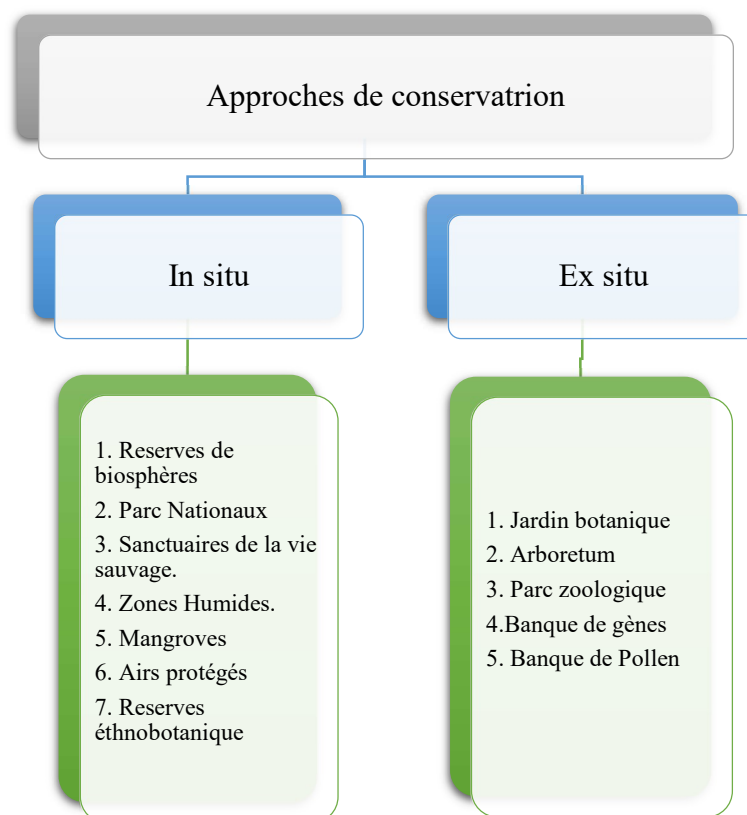 Approches de conservatrion
In situ
Ex situ
1. Reserves de
biosphères
2. Parc Nationaux
3. Sanctuaires de la vie
sauvage.
4. Zones Humides.
5. Mangroves
6. Airs protégés
7. Reserves
éthnobotanique
1. Jardin botanique
2. Arboretum
3. Parc zoologique
4.Banque de gènes
5. Banque de Pollen